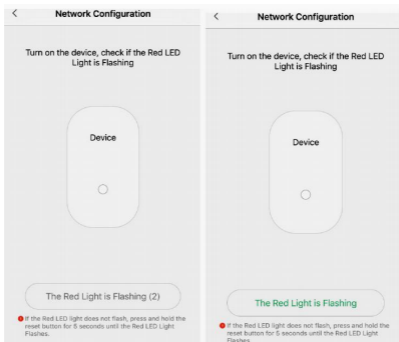 Network Configuration
Turn on the device, check if the Red LED
Light is Flashing
Device
The Red Light is Flashing (2)
If the Red LED light does not flash, press and hold the
reset button for 5 seconds until the Red LED Light
Flashes.
Network Configuration
Turn on the device, check if the Red LED
Light is Flashing
Device
The Red Light is Flashing
If the Red LED light does not flash, press and hold the
reset button for 5 seconds until the Red LED Light
Flashes